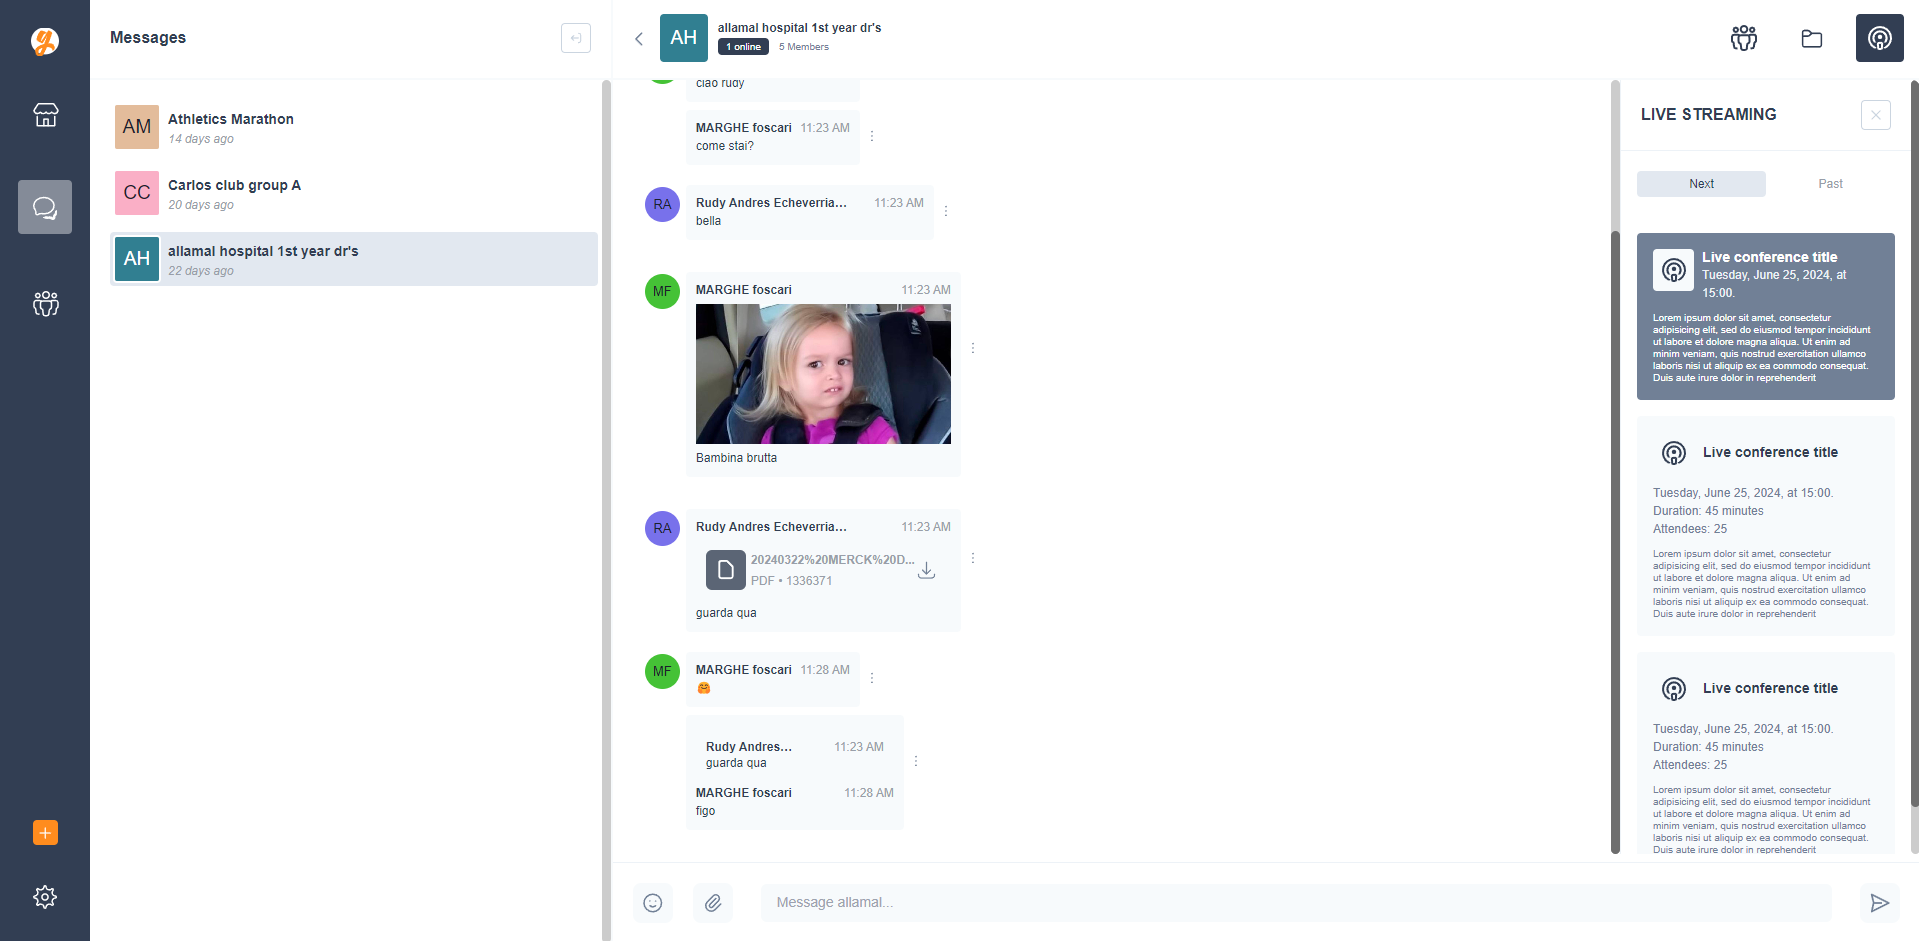 Messages
AM
Athletics Marathon
14 days ago
CC
Carlos club group A
20 days ago
AH
allamal hospital 1st year dr's
22 days ago
AH
allamal hospital 1st year dr's
1 online
5 Members
ciao rudy
MARGHE foscari 11:23 AM
come stai?
RA
Rudy Andres Echeverria... 11:23 AM
bella
MF
MARGHE foscari 11:23 AM
Bambina brutta
RA
Rudy Andres Echeverria... 11:23 AM
20240322%20MERCK%20D...
PDF • 1336371
guarda qua
MF
MARGHE foscari 11:28 AM
Rudy Andres... 11:23 AM
guarda qua
MARGHE foscari 11:28 AM
figo
Message allamal...
LIVE STREAMING
Next
Past
Live conference title
Tuesday, June 25, 2024, at
15:00.
Lorem ipsum dolor sit amet, consectetur
adipisicing elit, sed do eiusmod tempor incididunt
ut labore et dolore magna aliqua. Ut enim ad
minim veniam, quis nostrud exercitation ullamco
laboris nisi ut aliquip ex ea commodo consequat.
Duis aute irure dolor in reprehenderit
Live conference title
Tuesday, June 25, 2024, at 15:00.
Duration: 45 minutes
Attendees: 25
Lorem ipsum dolor sit amet, consectetur
adipisicing elit, sed do eiusmod tempor incididunt
ut labore et dolore magna aliqua. Ut enim ad
minim veniam, quis nostrud exercitation ullamco
laboris nisi ut aliquip ex ea commodo consequat.
Duis aute irure dolor in reprehenderit
Live conference title
Tuesday, June 25, 2024, at 15:00.
Duration: 45 minutes
Attendees: 25
Lorem ipsum dolor sit amet, consectetur
adipisicing elit, sed do eiusmod tempor incididunt
ut labore et dolore magna aliqua. Ut enim ad
minim veniam, quis nostrud exercitation ullamco
laboris nisi ut aliquip ex ea commodo consequat.
Duis aute irure dolor in reprehenderit